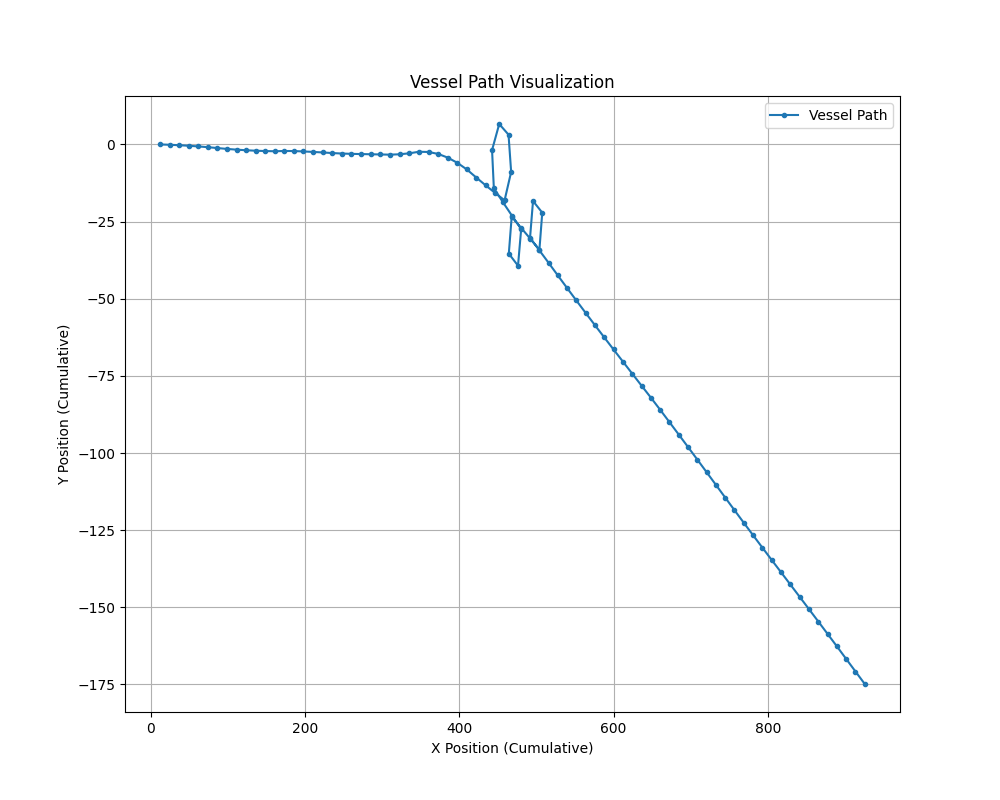 Vessel Path Visualization
Vessel Path
Y Position (Cumulative)
0
−25
−50
−75
−100
−125
−150
−175
0 200 400 600 800
X Position (Cumulative)